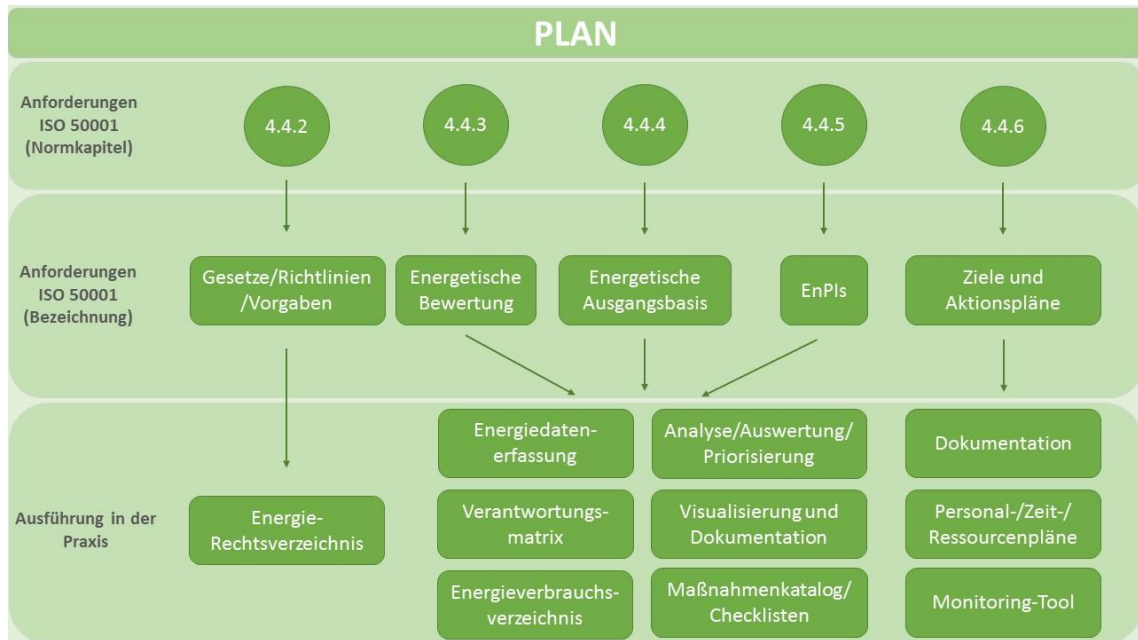 PLAN
Anforderungen
ISO 50001
(Normkapitel)
4.4.2
4.4.3
4.4.4
4.4.5
4.4.6
Anforderungen
ISO 50001
(Bezeichnung)
Gesetze/Richtlinien
/Vorgaben
Energetische
Bewertung
Energetische
Ausgangsbasis
EnPIs
Ziele und
Aktionspläne
Ausführung in der
Praxis
Energie-
Rechtsverzeichnis
Energiedaten-
erfassung
Verantwortungs-
matrix
Energieverbrauchs-
verzeichnis
Analyse/Auswertung/
Priorisierung
Visualisierung und
Dokumentation
Maßnahmenkatalog/
Checklisten
Dokumentation
Personal-/Zeit-/
Ressourcenpläne
Monitoring-Tool